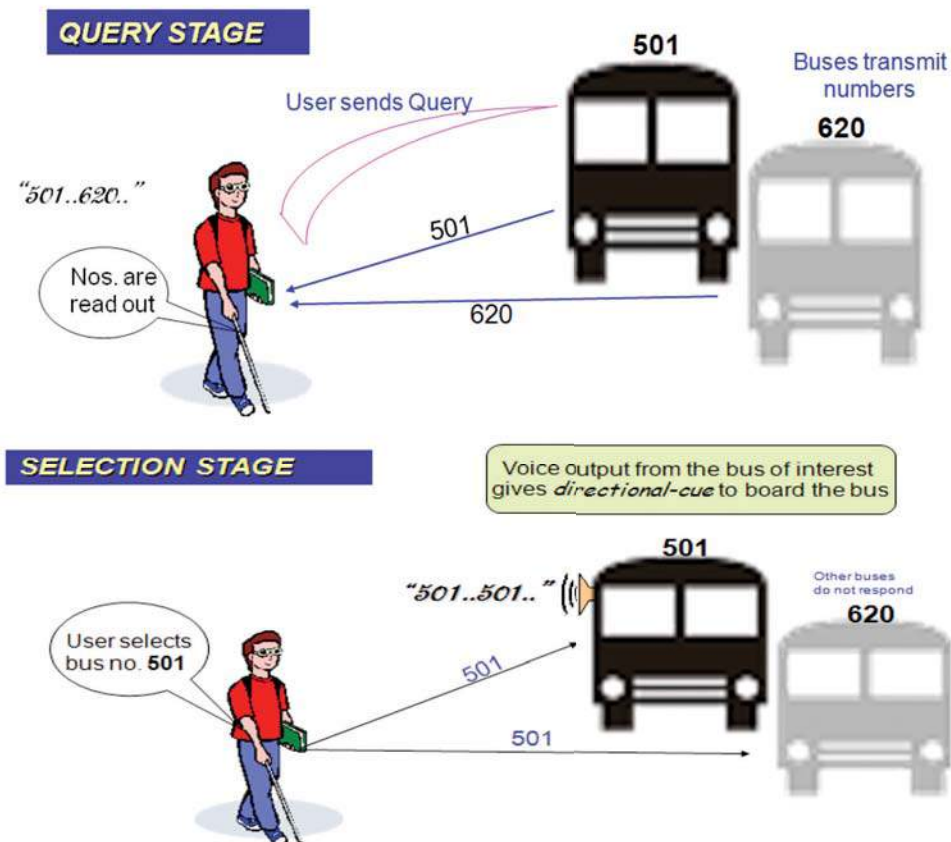 QUERY STAGE
501
Buses transmit
numbers
User sends Query
620
"501..620.."
501
Nos. are
read out
620
SELECTION STAGE
Voice output from the bus of interest
gives directional-cue to board the bus
501
"501..501.."
Other buses
do not respond
620
User selects
bus no. 501
501
501